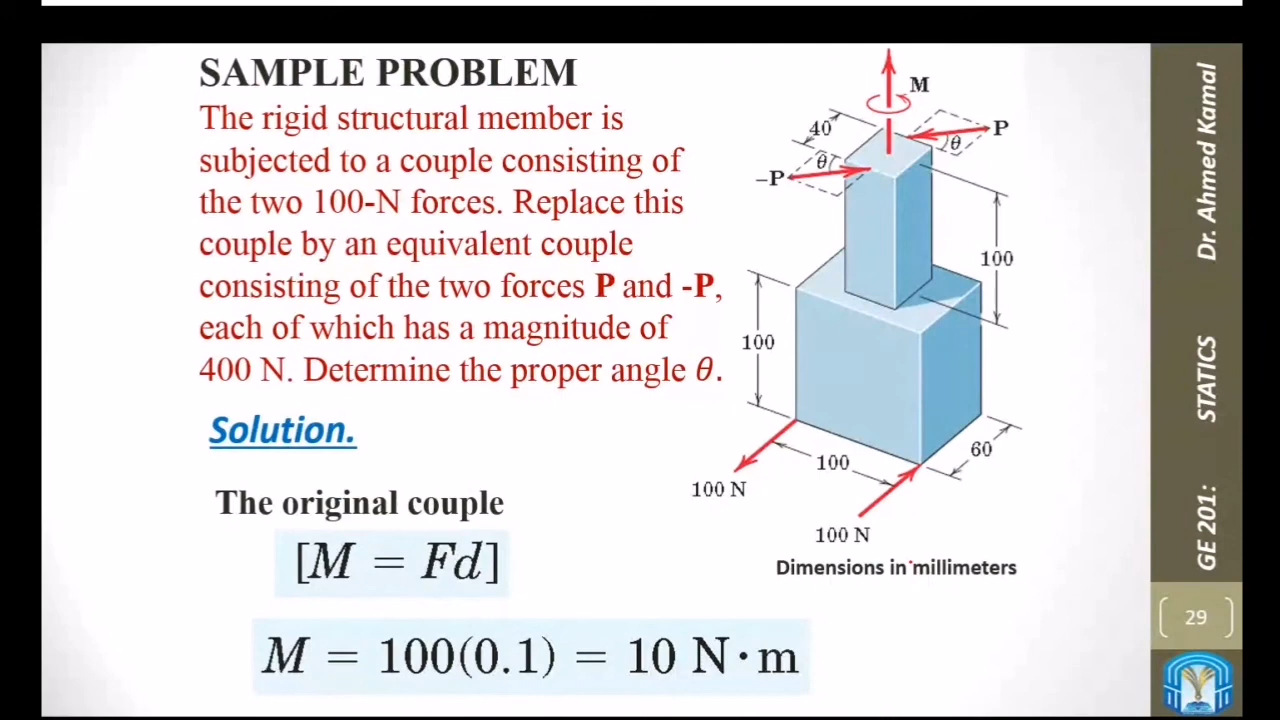 SAMPLE PROBLEM
The rigid structural member is
subjected to a couple consisting of
the two 100-N forces. Replace this
couple by an equivalent couple
consisting of the two forces P and -P,
each of which has a magnitude of
400 N. Determine the proper angle θ.
Solution.
The original couple
[M = Fd]
M = 100(0.1) = 10 N·m
M
40
P
θ
θ
–P
100
100
60
100
100 N
100 N
Dimensions in millimeters
Dr. Ahmed Kamal
STATICS
GE 201:
29